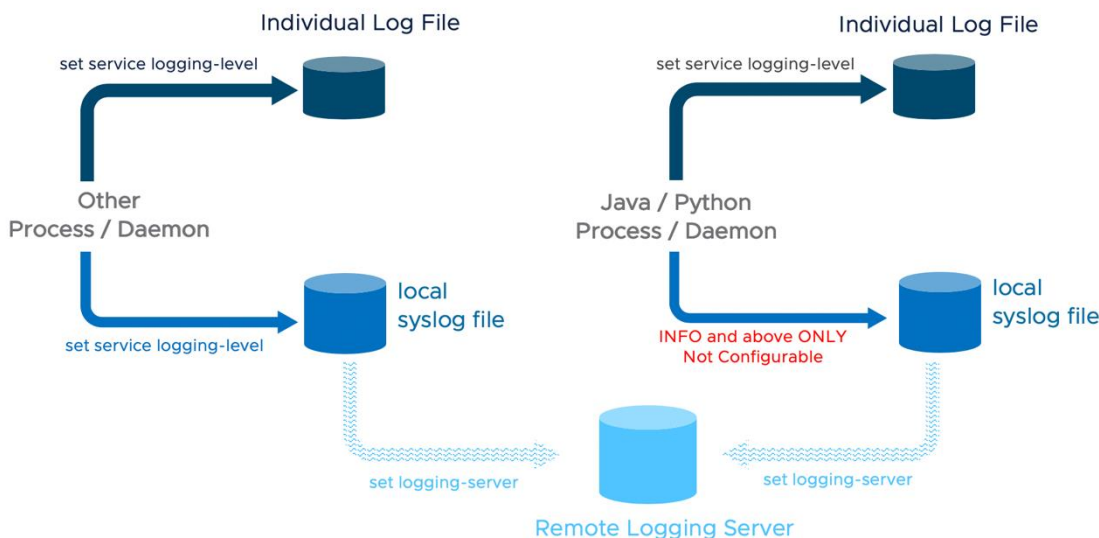 Individual Log File
set service logging-level
Other
Process / Daemon
local
syslog file
set service logging-level
Individual Log File
set service logging-level
Java / Python
Process / Daemon
local
syslog file
INFO and above ONLY
Not Configurable
set logging-server
set logging-server
Remote Logging Server